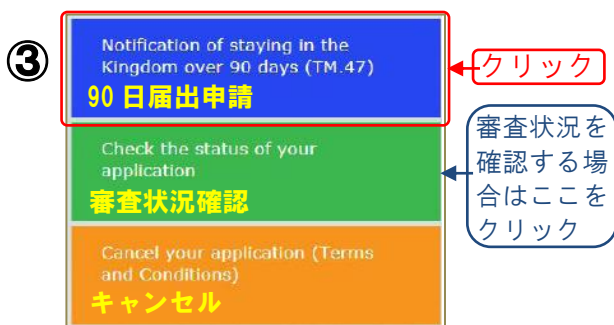 ③
Notification of staying in the
Kingdom over 90 days (TM.47)
90日届出申請
クリック
Check the status of your
application
審査状況確認
審査状況を
確認する場
合はここを
クリック
Cancel your application (Terms
and Conditions)
キャンセル